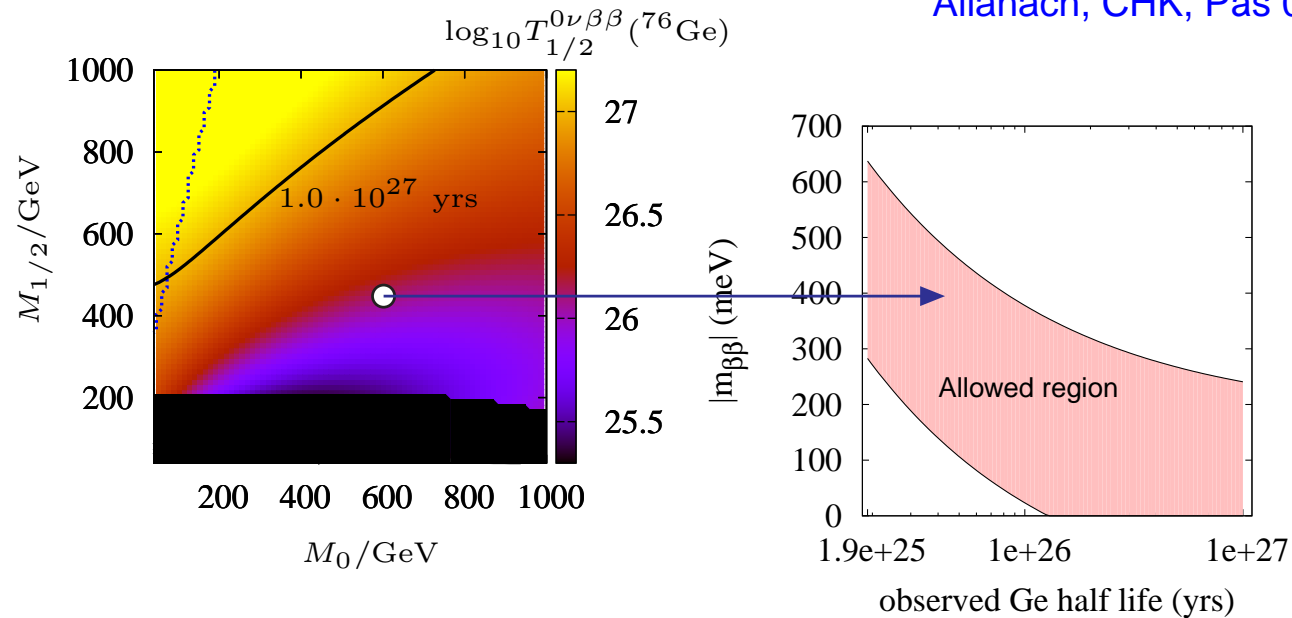 Allanach, CHK, Pas
log₁₀ T₁/₂^0νββ (⁷⁶Ge)
1000
800
600
400
200
M₁/₂/GeV
1.0 · 10²⁷ yrs
27
26.5
26
25.5
200 400 600 800 1000
M₀/GeV
700
600
500
400
300
200
100
0
|mββ| (meV)
Allowed region
1.9e+25 1e+26 1e+27
observed Ge half life (yrs)